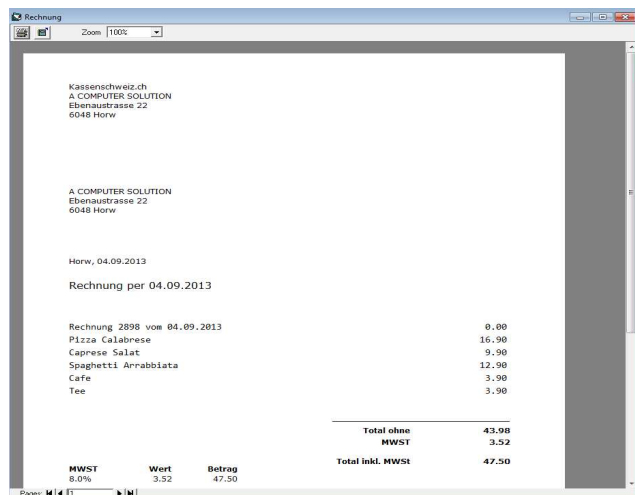 Rechnung
Zoom 100%
Kassenschweiz.ch
A COMPUTER SOLUTION
Ebenaustrasse 22
6048 Horw
A COMPUTER SOLUTION
Ebenaustrasse 22
6048 Horw
Horw, 04.09.2013
Rechnung per 04.09.2013
Rechnung 2898 vom 04.09.2013 0.00
Pizza Calabrese 16.90
Caprese Salat 9.90
Spaghetti Arrabbiata 12.90
Cafe 3.90
Tee 3.90
Total ohne 43.98
MWST 3.52
Total inkl. MWSt 47.50
MWST Wert Betrag
8.0% 3.52 47.50
Pages: 1